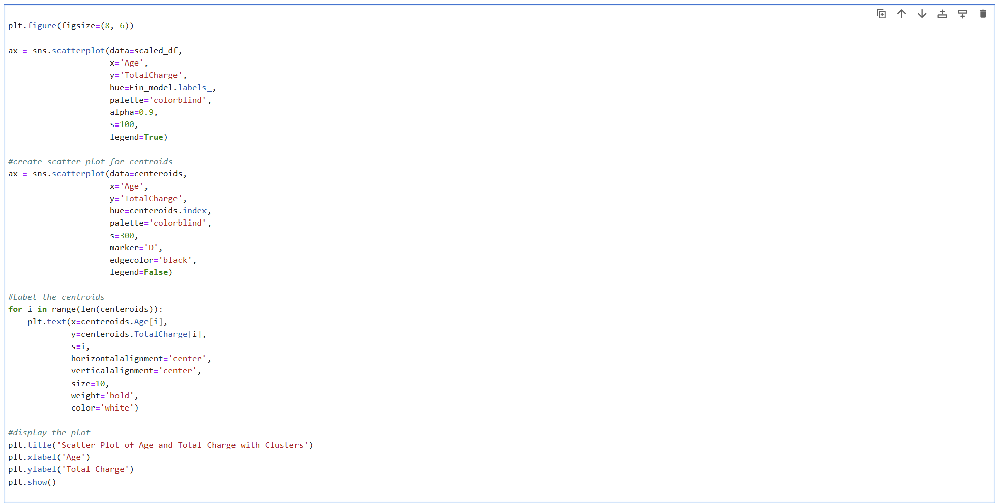 plt.figure(figsize=(8, 6))
ax = sns.scatterplot(data=scaled_df,
x='Age',
y='TotalCharge',
hue=Fin_model.labels_,
palette='colorblind',
alpha=0.9,
s=100,
legend=True)
#create scatter plot for centroids
ax = sns.scatterplot(data=centeroids,
x='Age',
y='TotalCharge',
hue=centeroids.index,
palette='colorblind',
s=300,
marker='D',
edgecolor='black',
legend=False)
#Label the centroids
for i in range(len(centeroids)):
plt.text(x=centeroids.Age[i],
y=centeroids.TotalCharge[i],
s=i,
horizontalalignment='center',
verticalalignment='center',
size=10,
weight='bold',
color='white')
#display the plot
plt.title('Scatter Plot of Age and Total Charge with Clusters')
plt.xlabel('Age')
plt.ylabel('Total Charge')
plt.show()